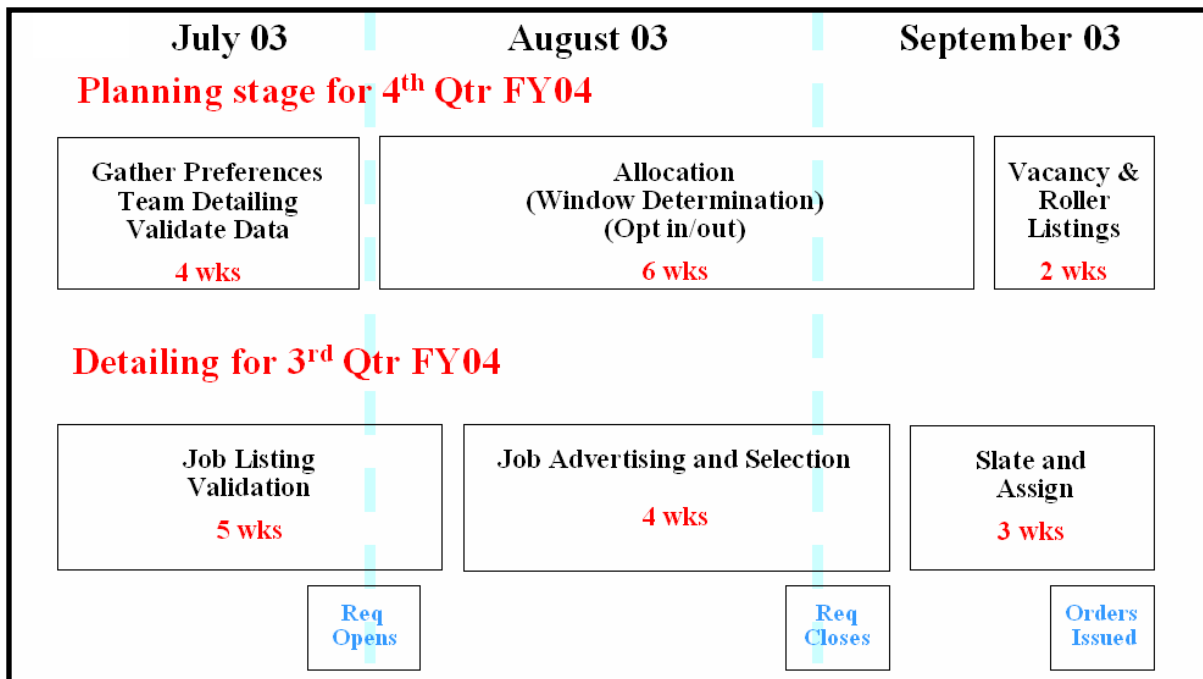 July 03
August 03
September 03
Planning stage for 4th Qtr FY04
Gather Preferences
Team Detailing
Validate Data
4 wks
Allocation
(Window Determination)
(Opt in/out)
6 wks
Vacancy &
Roller
Listings
2 wks
Detailing for 3rd Qtr FY04
Job Listing
Validation
5 wks
Job Advertising and Selection
4 wks
Slate and
Assign
3 wks
Req
Opens
Req
Closes
Orders
Issued